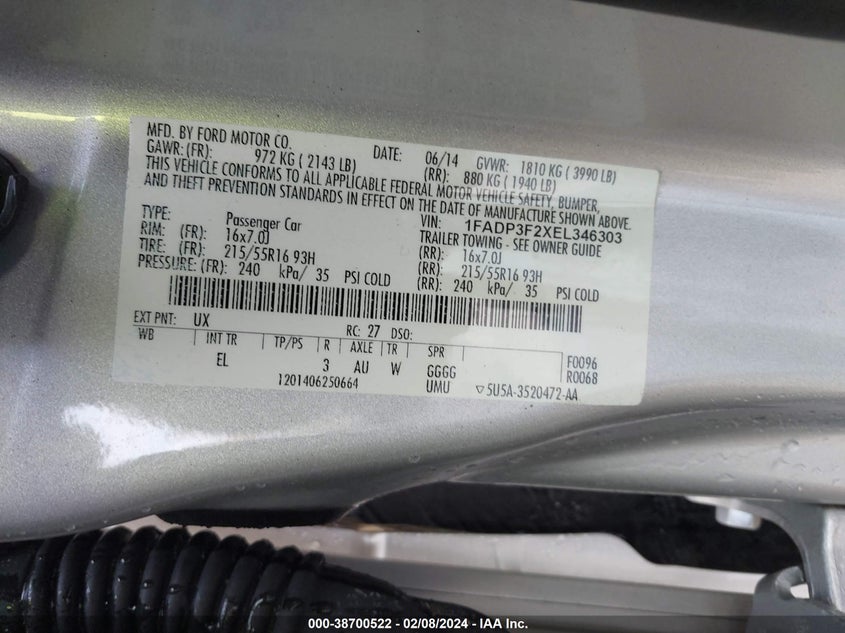 MFD. BY FORD MOTOR CO.
DATE: 06/14 GVWR: 1810 KG ( 3990 LB)
GAWR:(FR): 972 KG ( 2143 LB) (RR): 880 KG ( 1940 LB)
THIS VEHICLE CONFORMS TO ALL APPLICABLE FEDERAL MOTOR VEHICLE SAFETY, BUMPER,
AND THEFT PREVENTION STANDARDS IN EFFECT ON THE DATE OF MANUFACTURE SHOWN ABOVE.
VIN: 1FADP3F2XEL346303
TYPE: Passenger Car TRAILER TOWING - SEE OWNER GUIDE
RIM: (FR): 16x7.0J (RR): 16x7.0J
TIRE: (FR): 215/55R16 93H (RR): 215/55R16 93H
PRESSURE: (FR): 240 kPa/ 35 PSI COLD (RR): 240 kPa/ 35 PSI COLD
EXT PNT: UX RC: 27 DSO:
WB INT TR TP/PS R AXLE TR SPR
EL 3 AU W GGGG F0096
1201406250664 UMU R0068
▽5U5A-3520472-AA
000-38700522 — 02/08/2024 — IAA Inc.